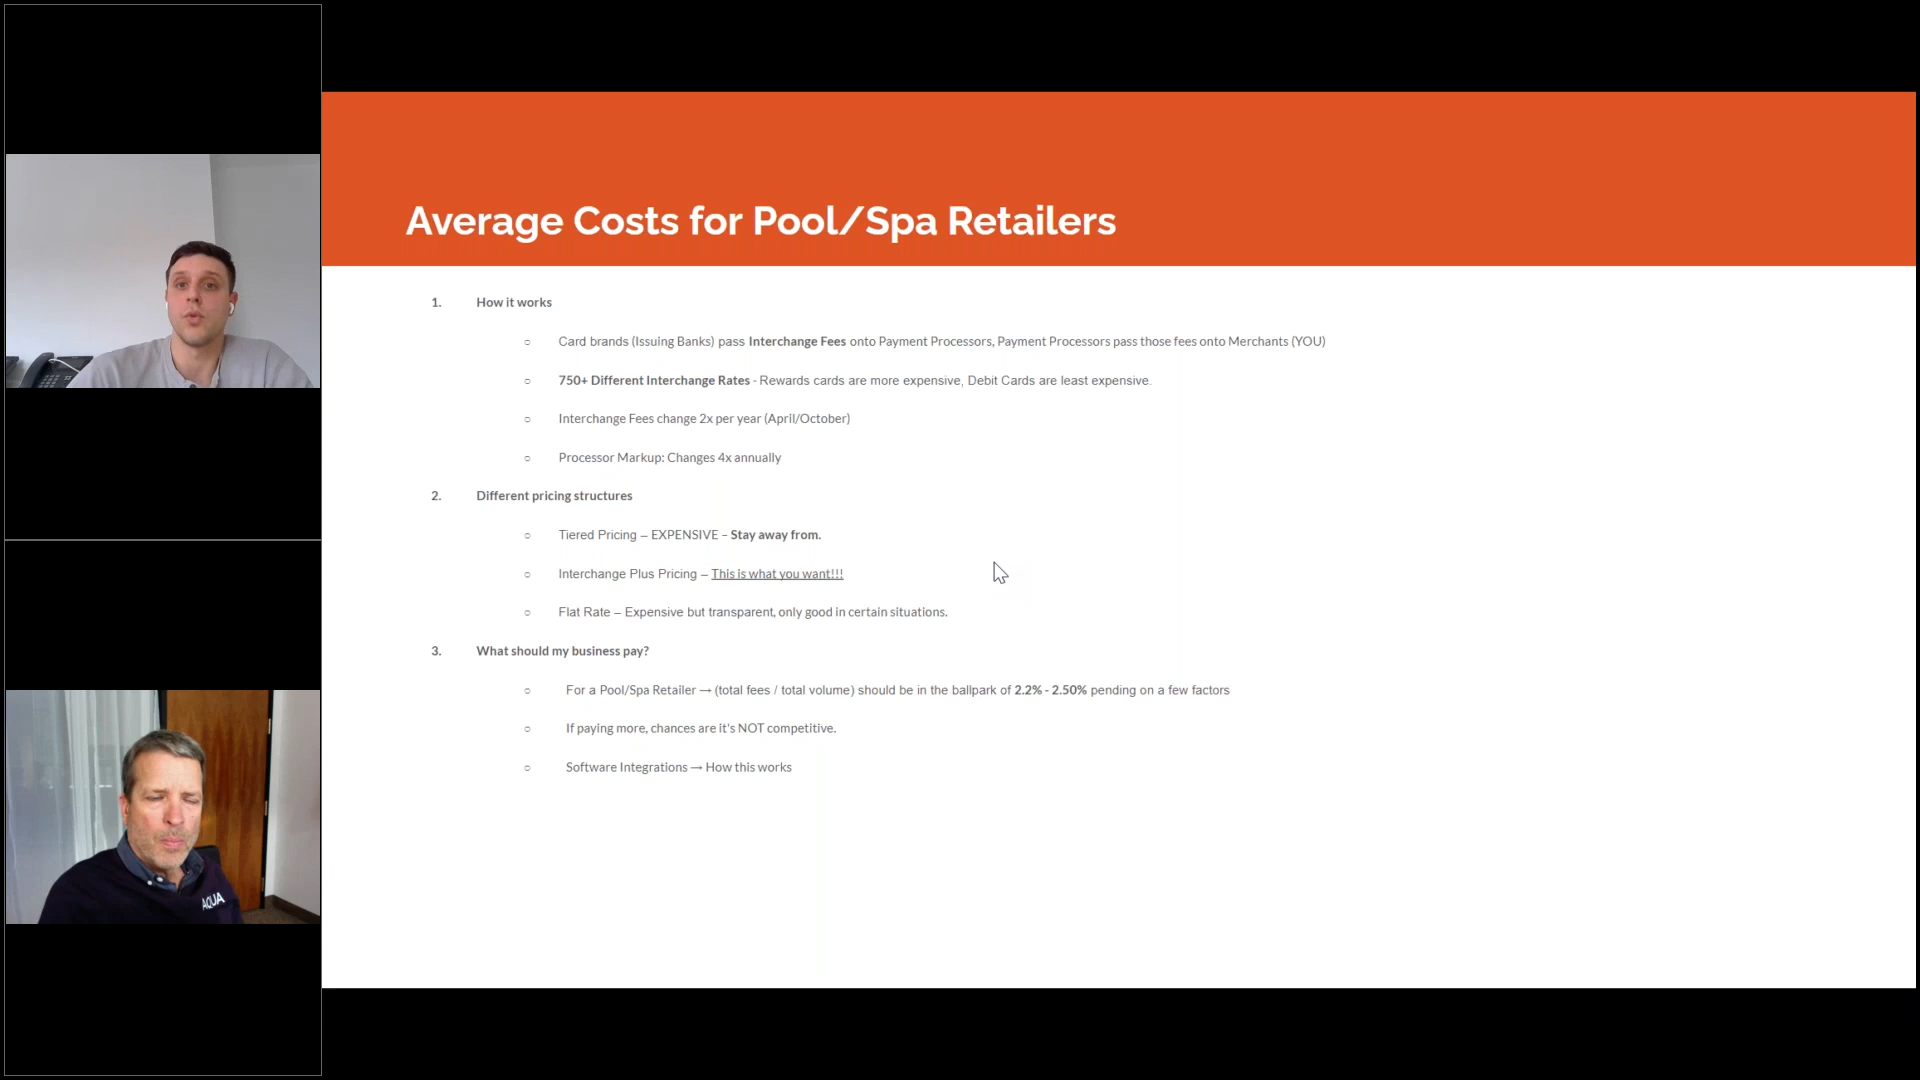 Average Costs for Pool/Spa Retailers
1. How it works
○ Card brands (Issuing Banks) pass Interchange Fees onto Payment Processors, Payment Processors pass those fees onto Merchants (YOU)
○ 750+ Different Interchange Rates - Rewards cards are more expensive, Debit Cards are least expensive.
○ Interchange Fees change 2x per year (April/October)
○ Processor Markup: Changes 4x annually
2. Different pricing structures
○ Tiered Pricing – EXPENSIVE – Stay away from.
○ Interchange Plus Pricing – This is what you want!!!
○ Flat Rate – Expensive but transparent, only good in certain situations.
3. What should my business pay?
○ For a Pool/Spa Retailer → (total fees / total volume) should be in the ballpark of 2.2% - 2.50% pending on a few factors
○ If paying more, chances are it's NOT competitive.
○ Software Integrations → How this works
AQUA